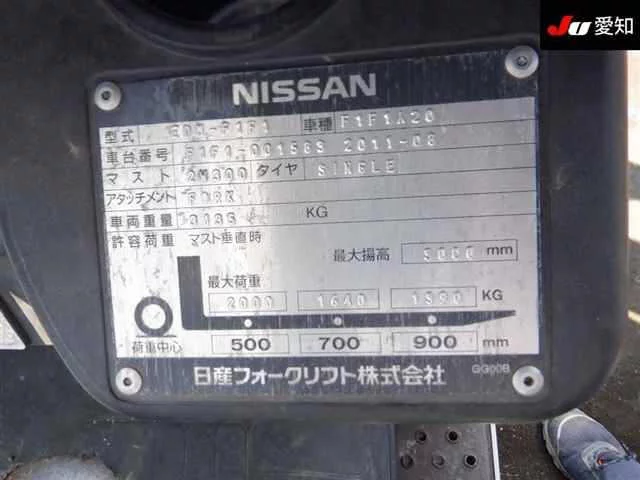 JU 愛知
NISSAN
型式 車種 F1F1A20
車台番号 2011-08
マスト タイヤ SINGLE
アタッチメント FORK
車両重量 KG
許容荷重 マスト垂直時
最大揚高 3000 mm
最大荷重
2000 1640 KG
荷重中心 500 700 900 mm
日産フォークリフト株式会社 GG00B